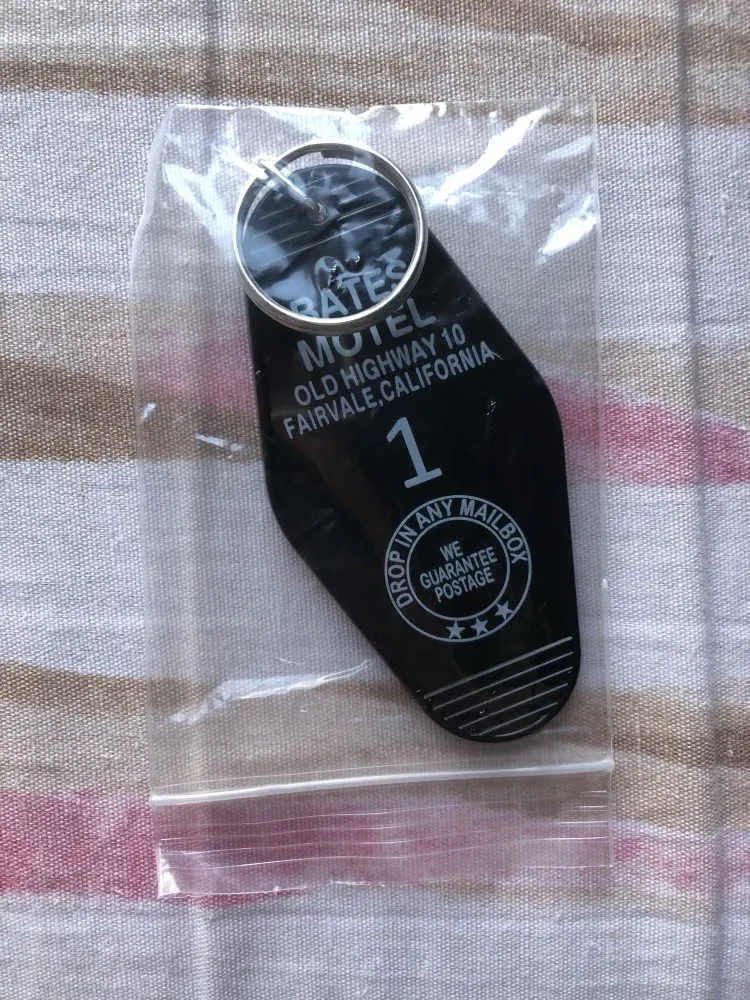 BATES
MOTEL
OLD HIGHWAY 10
FAIRVALE,CALIFORNIA
1
DROP IN ANY MAILBOX
WE
GUARANTEE
POSTAGE